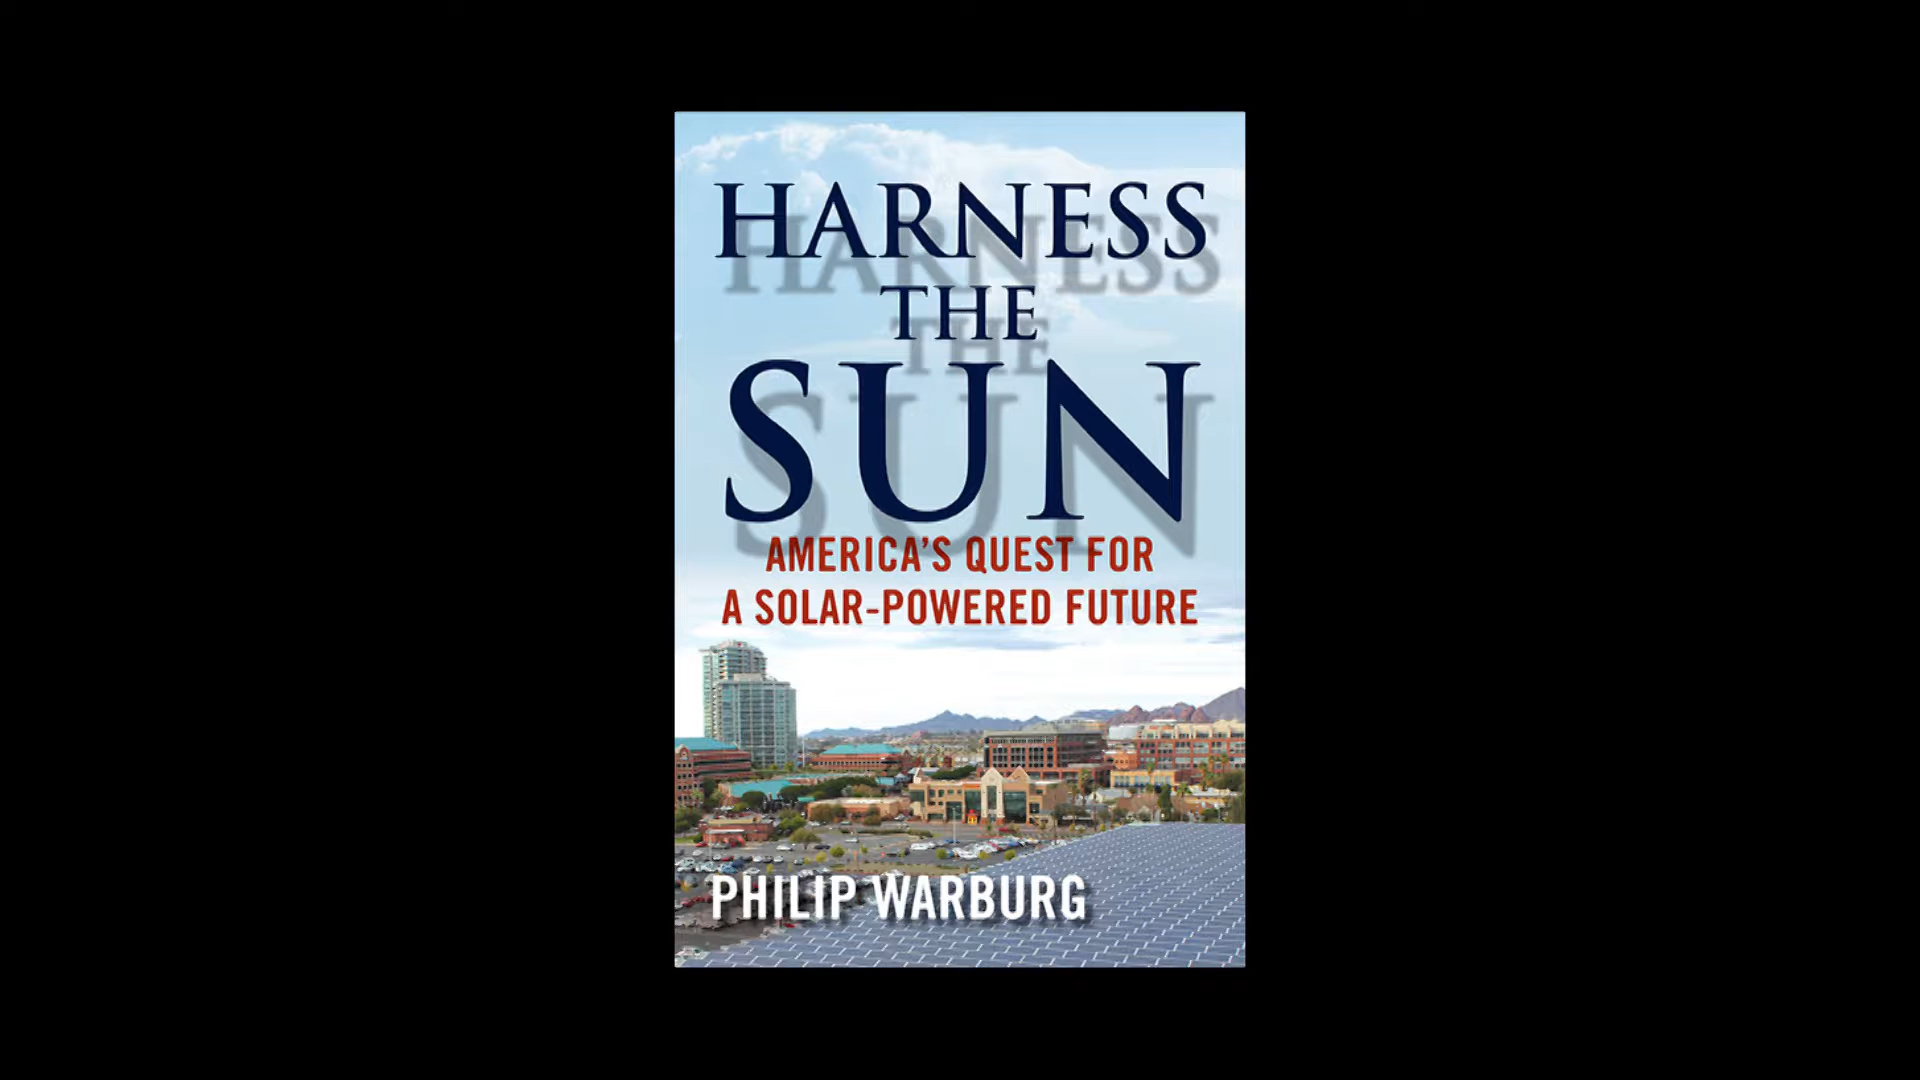 HARNESS
THE
SUN
AMERICA'S QUEST FOR
A SOLAR-POWERED FUTURE
PHILIP WARBURG